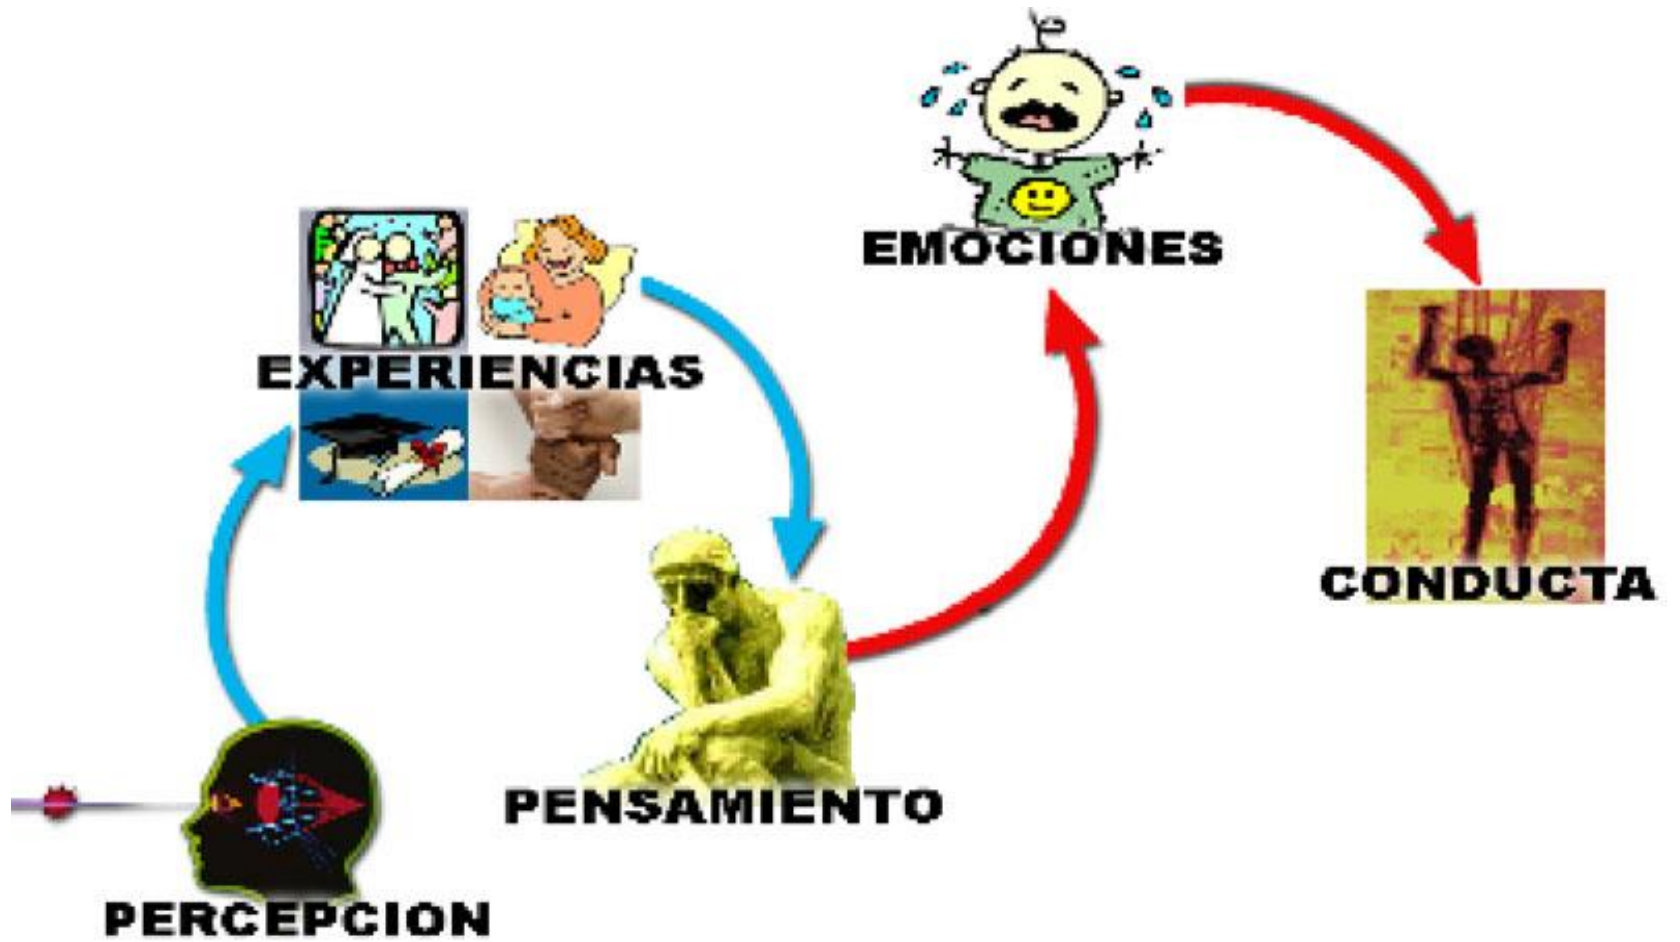 PERCEPCION
EXPERIENCIAS
PENSAMIENTO
EMOCIONES
CONDUCTA